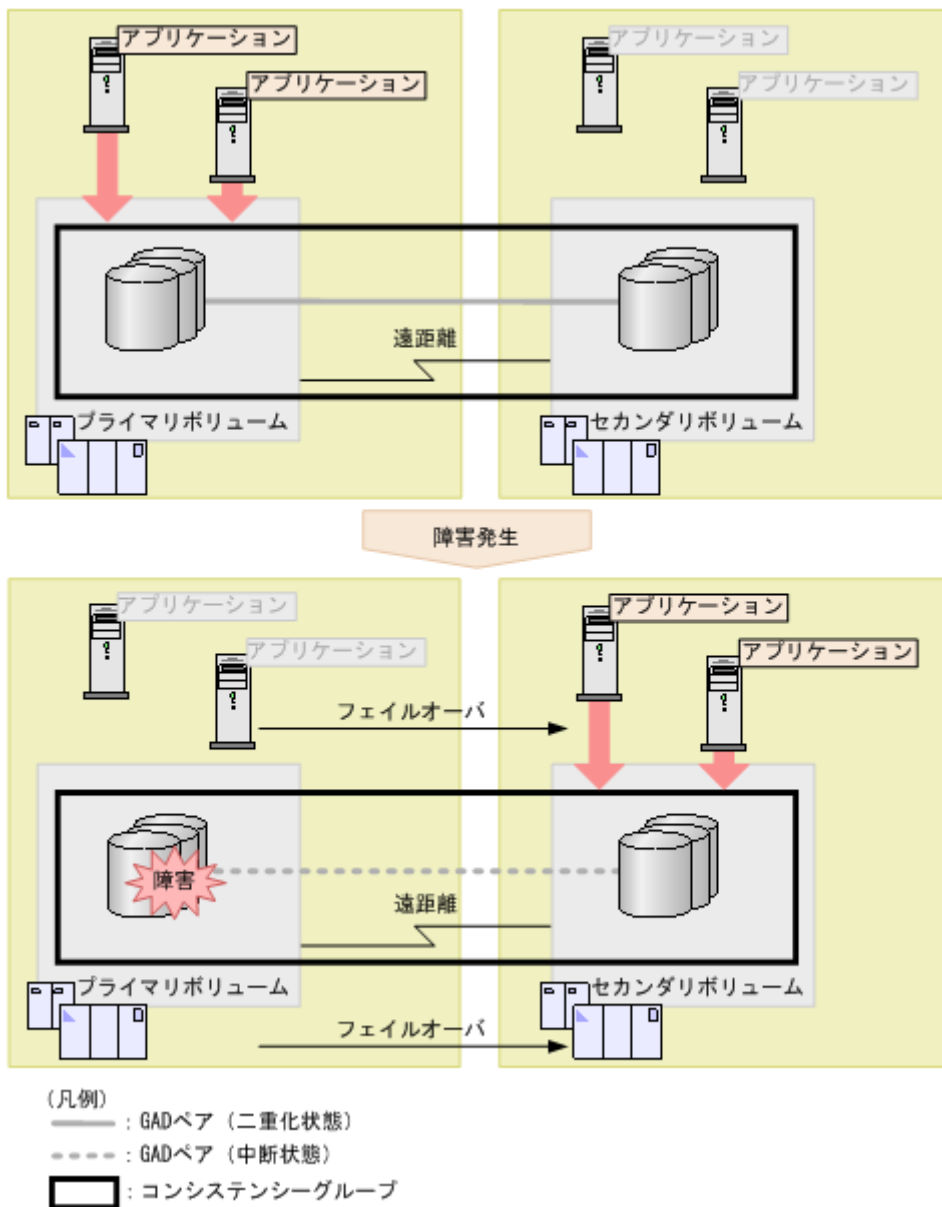 アプリケーション
アプリケーション
アプリケーション
アプリケーション
遠距離
プライマリボリューム
セカンダリボリューム
障害発生
アプリケーション
アプリケーション
アプリケーション
アプリケーション
フェイルオーバ
障害
遠距離
プライマリボリューム
セカンダリボリューム
フェイルオーバ
(凡例)
: GADペア (二重化状態)
: GADペア (中断状態)
: コンシステンシーグループ